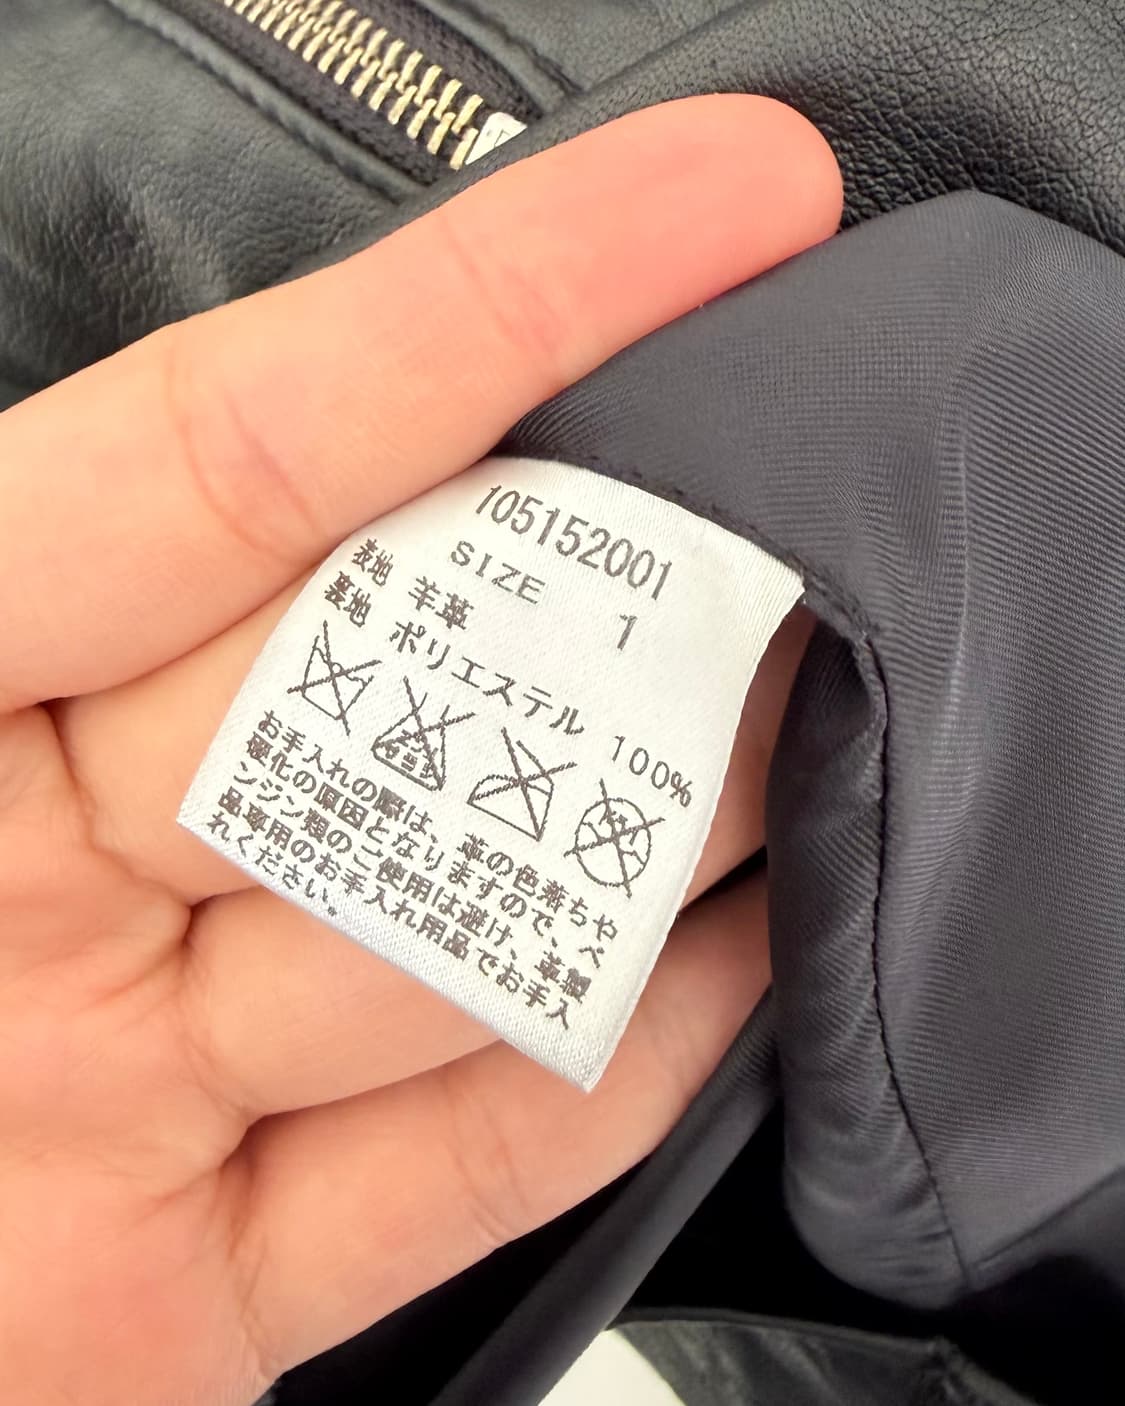 105152001
SIZE 1
表地 羊革
裏地 ポリエステル 100%
お手入れの際は、革の色落ちや
硬化の原因となりますので、ベ
ンジン類のご使用は避け、革製
品専用のお手入れ用品でお手入
れください。